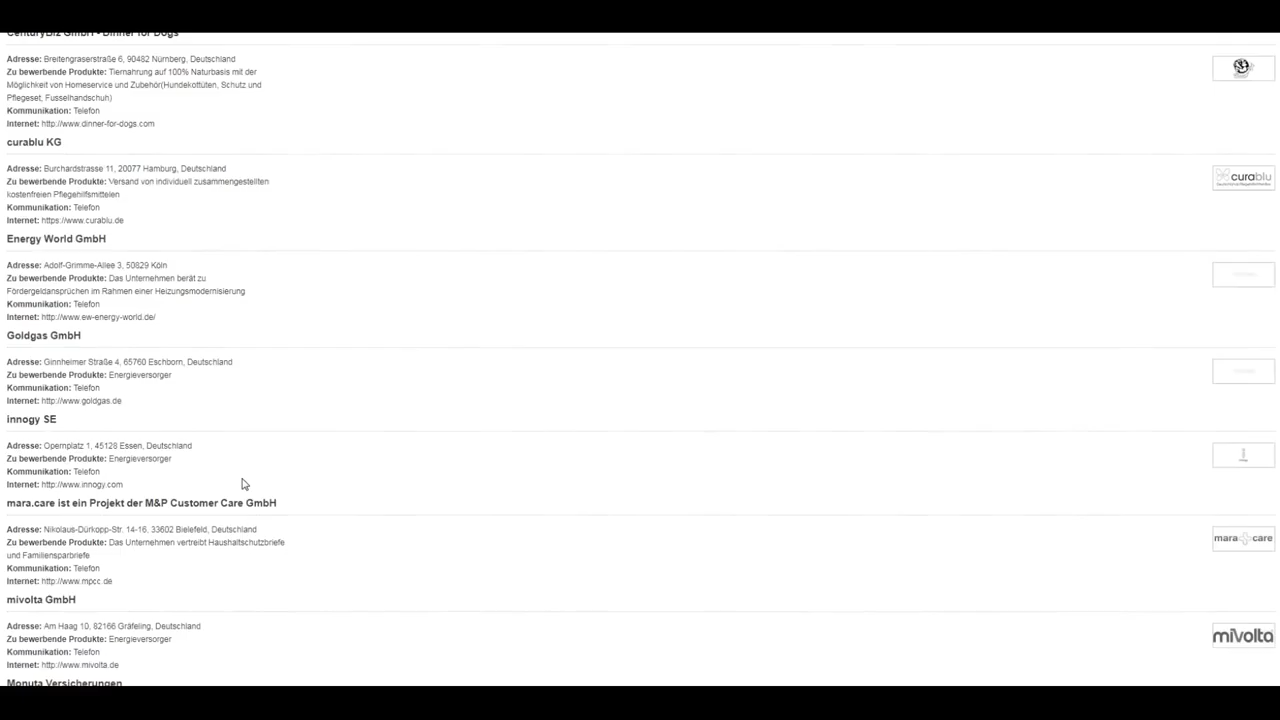 CenturyBiz GmbH - Dinner for Dogs
Adresse: Breitengraserstraße 6, 90482 Nürnberg, Deutschland
Zu bewerbende Produkte: Tiernahrung auf 100% Naturbasis mit der
Möglichkeit von Homeservice und Zubehör(Hundekottüten, Schutz und
Pflegeset, Fusselhandschuh)
Kommunikation: Telefon
Internet: http://www.dinner-for-dogs.com
curablu KG
Adresse: Burchardstrasse 11, 20077 Hamburg, Deutschland
curablu
Zu bewerbende Produkte: Versand von individuell zusammengestellten
kostenfreien Pflegehilfsmittelen
Kommunikation: Telefon
Internet: https://www.curablu.de
Energy World GmbH
Adresse: Adolf-Grimme-Allee 3, 50829 Köln
Zu bewerbende Produkte: Das Unternehmen berät zu
Fördergeldansprüchen im Rahmen einer Heizungsmodernisierung
Kommunikation: Telefon
Internet: http://www.ew-energy-world.de/
Goldgas GmbH
Adresse: Ginnheimer Straße 4, 65760 Eschborn, Deutschland
Zu bewerbende Produkte: Energieversorger
Kommunikation: Telefon
Internet: http://www.goldgas.de
innogy SE
Adresse: Opernplatz 1, 45128 Essen, Deutschland
Zu bewerbende Produkte: Energieversorger
Kommunikation: Telefon
Internet: http://www.innogy.com
mara.care ist ein Projekt der M&P Customer Care GmbH
Adresse: Nikolaus-Dürkopp-Str. 14-16, 33602 Bielefeld, Deutschland
mara care
Zu bewerbende Produkte: Das Unternehmen vertreibt Haushaltschutzbriefe
und Familiensparbriefe
Kommunikation: Telefon
Internet: http://www.mpcc.de
mivolta GmbH
Adresse: Am Haag 10, 82166 Gräfeling, Deutschland
mivolta
Zu bewerbende Produkte: Energieversorger
Kommunikation: Telefon
Internet: http://www.mivolta.de
Monuta Versicherungen